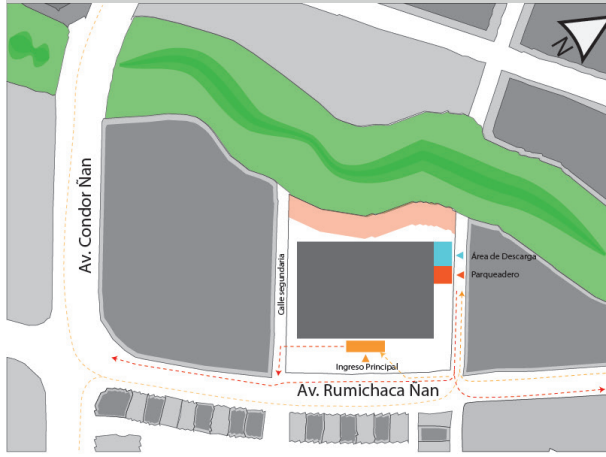 N
Av. Condor Ñan
Calle segundaria
Área de Descarga
Parqueadero
Ingreso Principal
Av. Rumichaca Ñan